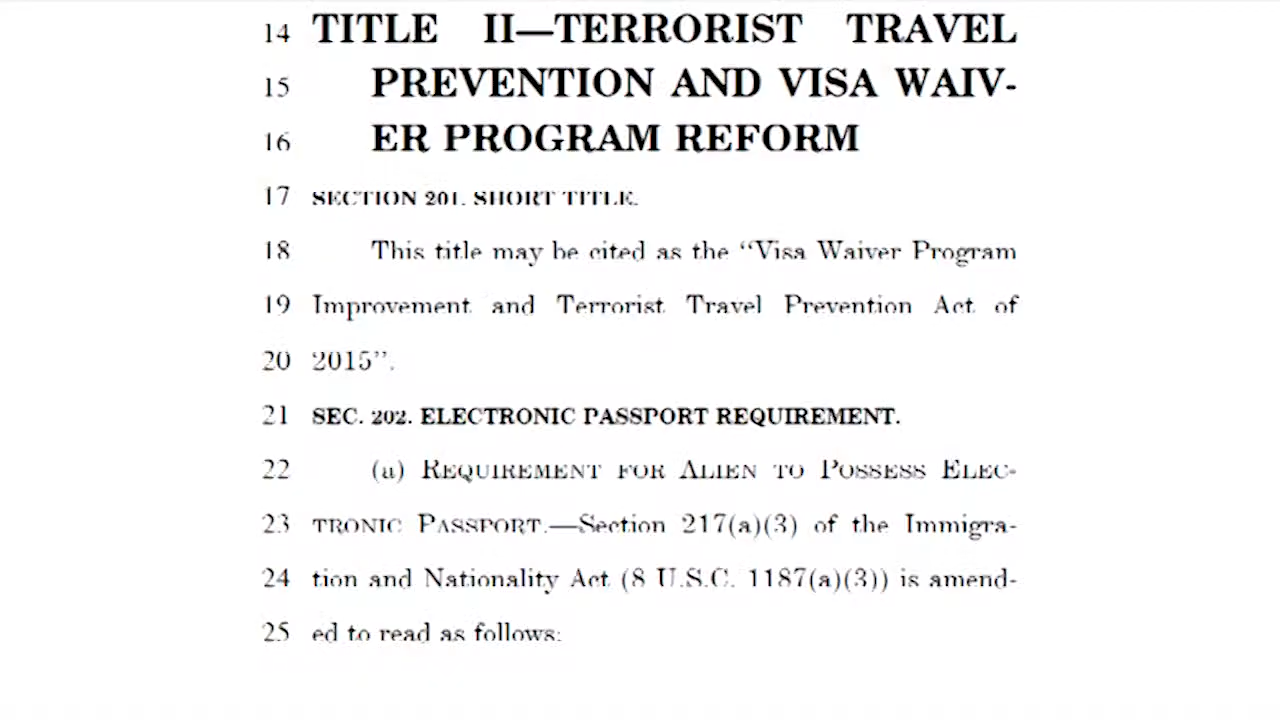 14 TITLE II—TERRORIST TRAVEL
15 PREVENTION AND VISA WAIV-
16 ER PROGRAM REFORM
17 SECTION 201. SHORT TITLE.
18 This title may be cited as the ‘‘Visa Waiver Program
19 Improvement and Terrorist Travel Prevention Act of
20 2015’’.
21 SEC. 202. ELECTRONIC PASSPORT REQUIREMENT.
22 (a) REQUIREMENT FOR ALIEN TO POSSESS ELEC-
23 TRONIC PASSPORT.—Section 217(a)(3) of the Immigra-
24 tion and Nationality Act (8 U.S.C. 1187(a)(3)) is amend-
25 ed to read as follows: